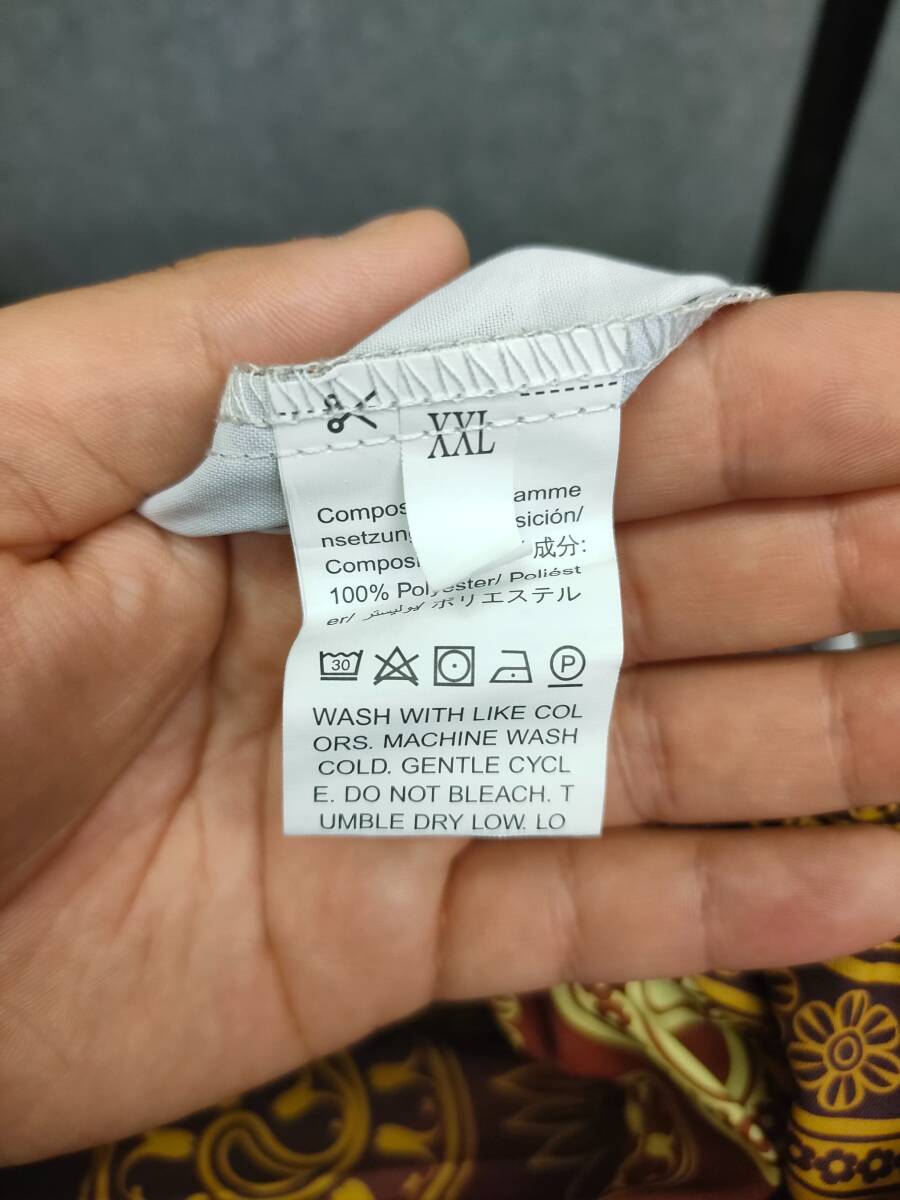 XXL
Compos amme
nsetzung sición/
Composi 成分:
100% Polyester/ Poliést
er/ بوليستر/ ポリエステル
30
P
WASH WITH LIKE COL
ORS. MACHINE WASH
COLD. GENTLE CYCL
E. DO NOT BLEACH. T
UMBLE DRY LOW. LO